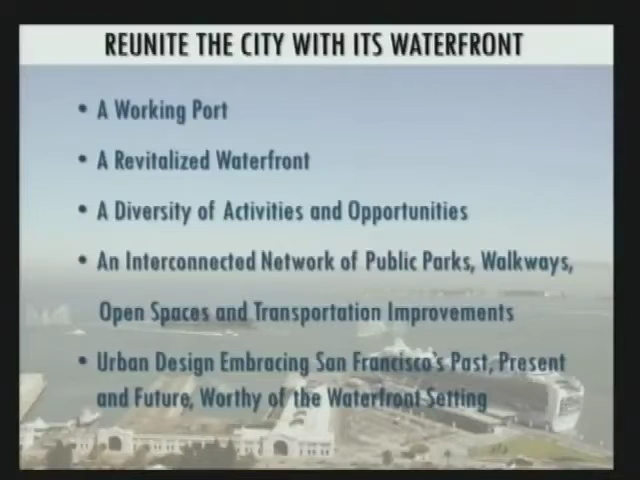 REUNITE THE CITY WITH ITS WATERFRONT
• A Working Port
• A Revitalized Waterfront
• A Diversity of Activities and Opportunities
• An Interconnected Network of Public Parks, Walkways,
Open Spaces and Transportation Improvements
• Urban Design Embracing San Francisco's Past, Present
and Future, Worthy of the Waterfront Setting